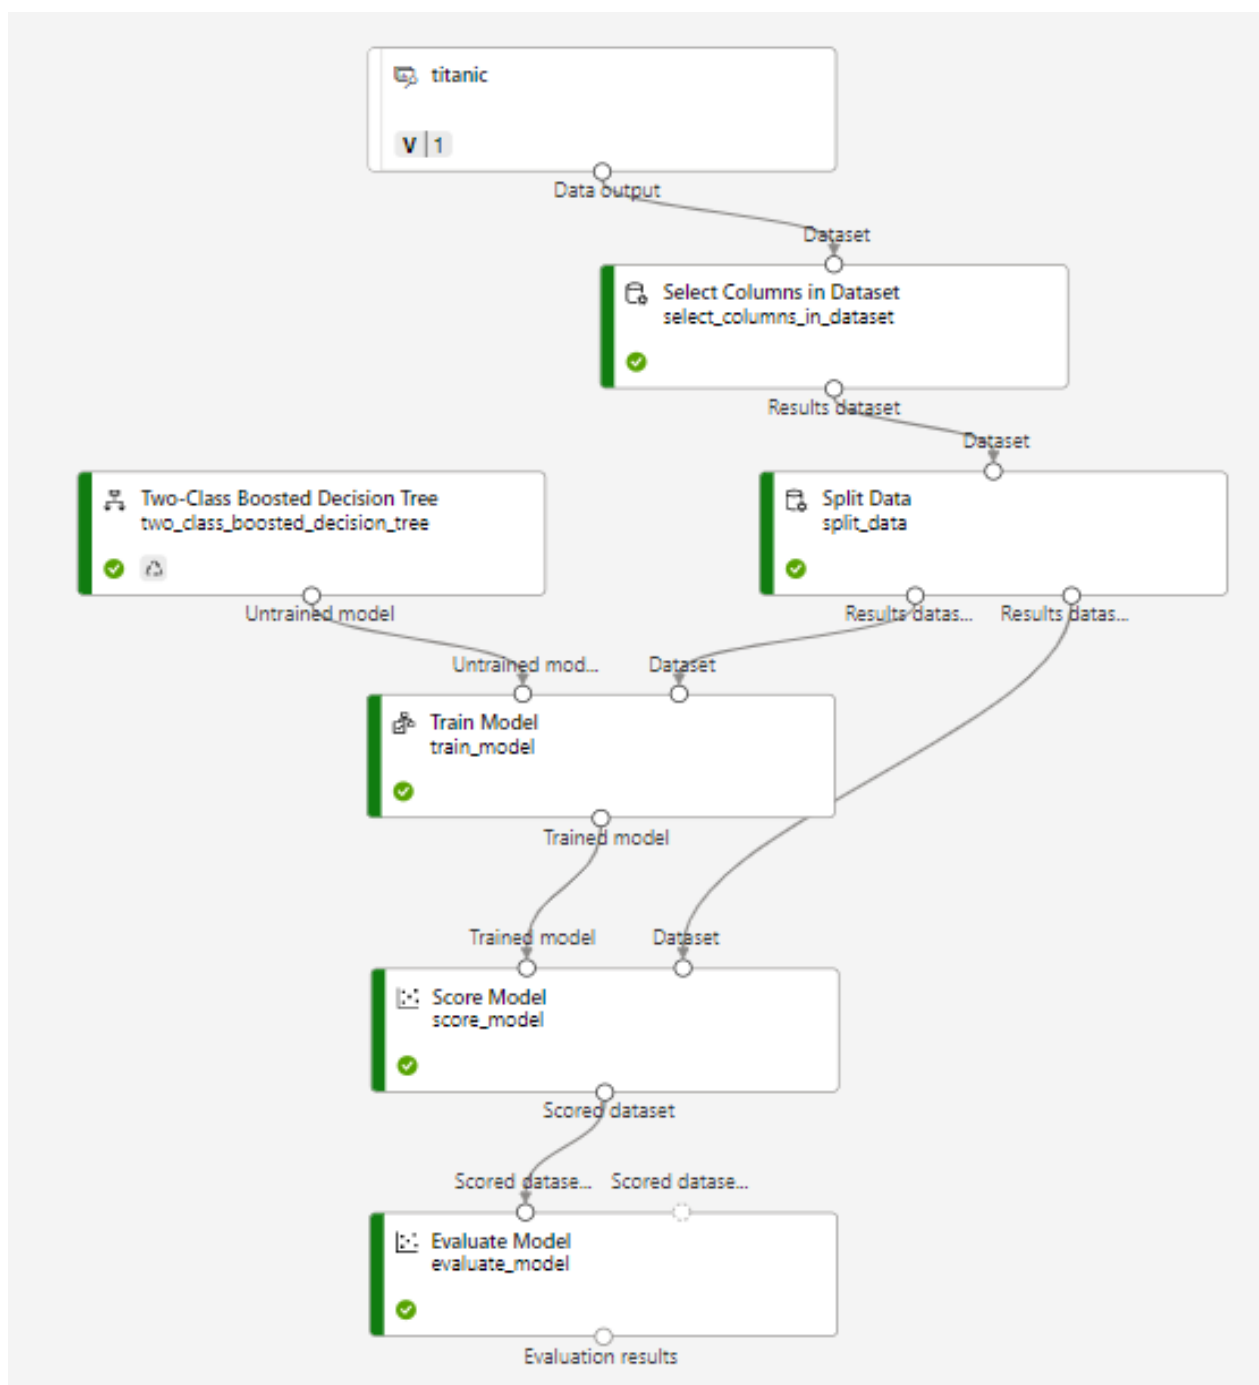 titanic
V | 1
Data output
Dataset
Select Columns in Dataset
select_columns_in_dataset
Results dataset
Dataset
Two-Class Boosted Decision Tree
two_class_boosted_decision_tree
Split Data
split_data
Untrained model
Results datas...
Results datas...
Untrained mod...
Dataset
Train Model
train_model
Trained model
Trained model
Dataset
Score Model
score_model
Scored dataset
Scored datase...
Scored datase...
Evaluate Model
evaluate_model
Evaluation results